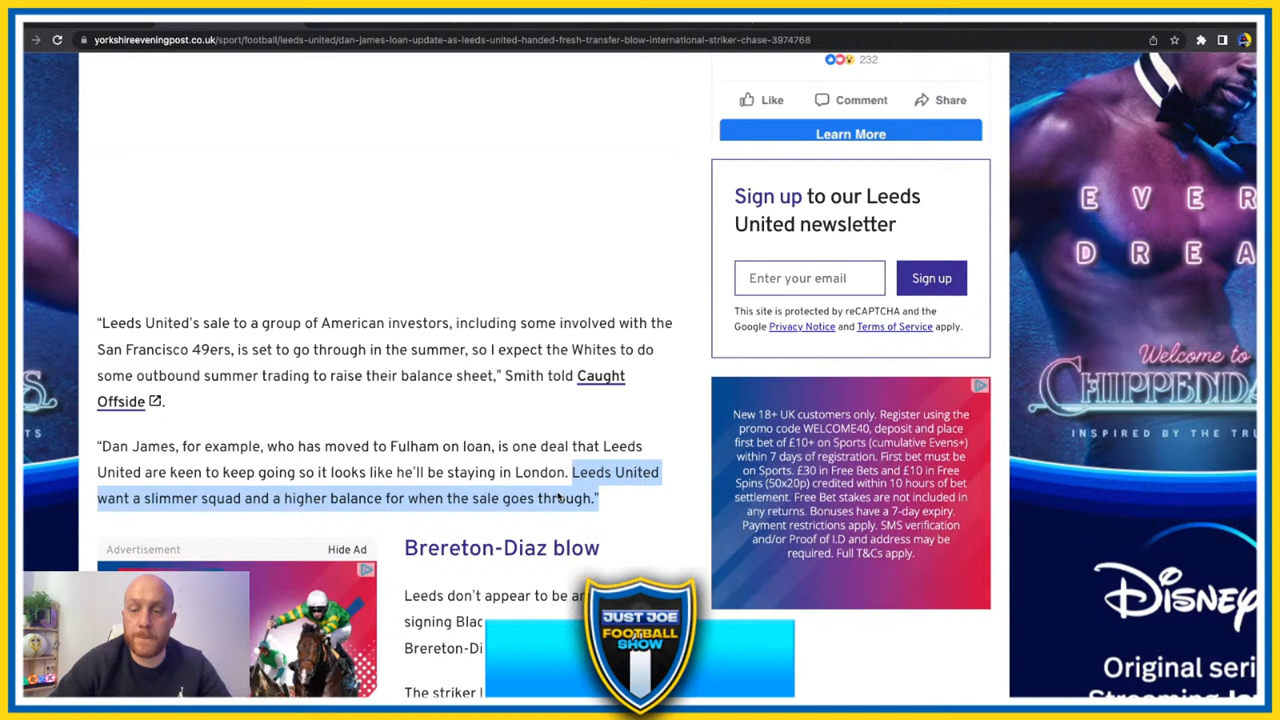 yorkshireeveningpost.co.uk/sport/football/leeds-united/dan-james-loan-update-as-leeds-united-handed-fresh-transfer-blow-international-striker-chase-3974768
232
Like
Comment
Share
Learn More
Sign up to our Leeds
United newsletter
Enter your email
Sign up
This site is protected by reCAPTCHA and the
Google Privacy Notice and Terms of Service apply.
“Leeds United’s sale to a group of American investors, including some involved with the
San Francisco 49ers, is set to go through in the summer, so I expect the Whites to do
some outbound summer trading to raise their balance sheet,” Smith told Caught
Offside.
“Dan James, for example, who has moved to Fulham on loan, is one deal that Leeds
United are keen to keep going so it looks like he’ll be staying in London. Leeds United
want a slimmer squad and a higher balance for when the sale goes through.”
Advertisement
Hide Ad
Brereton-Diaz blow
Leeds don’t appear to be an
signing Blac
Brereton-Di
The striker
New 18+ UK customers only. Register using the
promo code WELCOME40, deposit and place
first bet of £10+ on Sports (cumulative Evens+)
within 7 days of registration. First bet must be
on Sports. £30 in Free Bets and £10 in Free
Spins (50x20p) credited within 10 hours of bet
settlement. Free Bet stakes are not included in
any returns. Bonuses have a 7-day expiry.
Payment restrictions apply. SMS verification
and/or Proof of I.D and address may be
required. Full T&Cs apply.
EVER
DREA
Welcome to
CHIPPENDA
INSPIRED BY THE TRU
Disney
Original seri
JUST JOE
FOOTBALL
SHOW